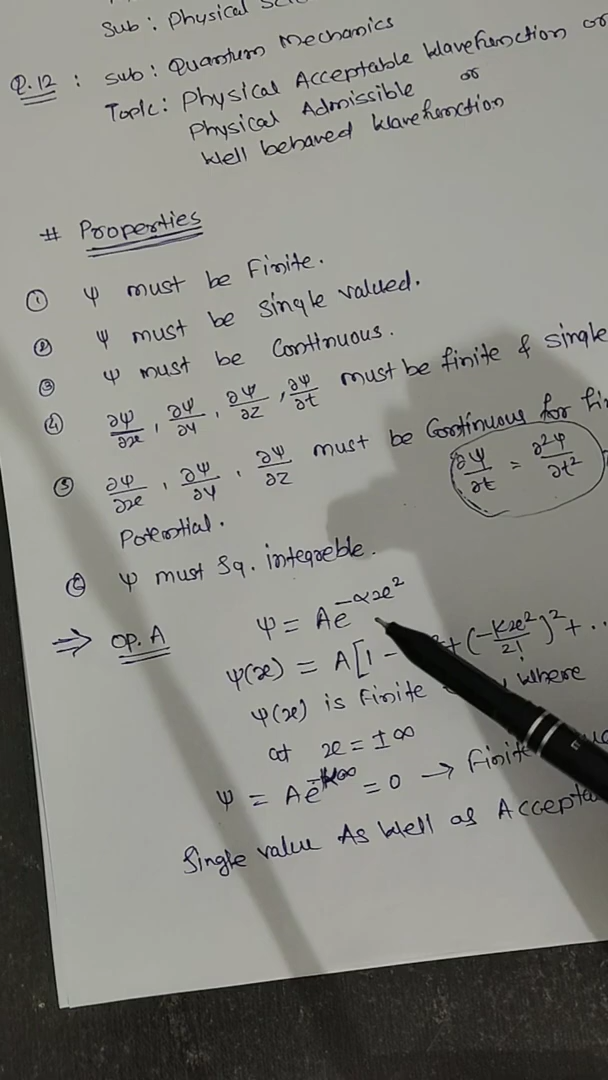 Sub : Physical
Q.12 : Sub : Quantum Mechanics
Topic : Physical Acceptable Wavefunction or
Physical Admissible or
Well behaved Wavefunction
# Properties
① ψ must be Finite.
② ψ must be Single valued.
③ ψ must be Continuous.
④ ∂ψ/∂x , ∂ψ/∂y , ∂ψ/∂z , ∂ψ/∂t must be finite & single
⑤ ∂ψ/∂x , ∂ψ/∂y , ∂ψ/∂z must be Continuous for
∂ψ/∂t = ∂²ψ/∂t²
Potential.
⑥ ψ must Sq. integreble.
⇒ OP. A ψ = Ae^-αx²
ψ(x) = A[1 - + (-Kx²/2!)² + ..
ψ(x) is Finite where
at x = ±∞
ψ = Ae = 0 → Finite
Single value As Well as